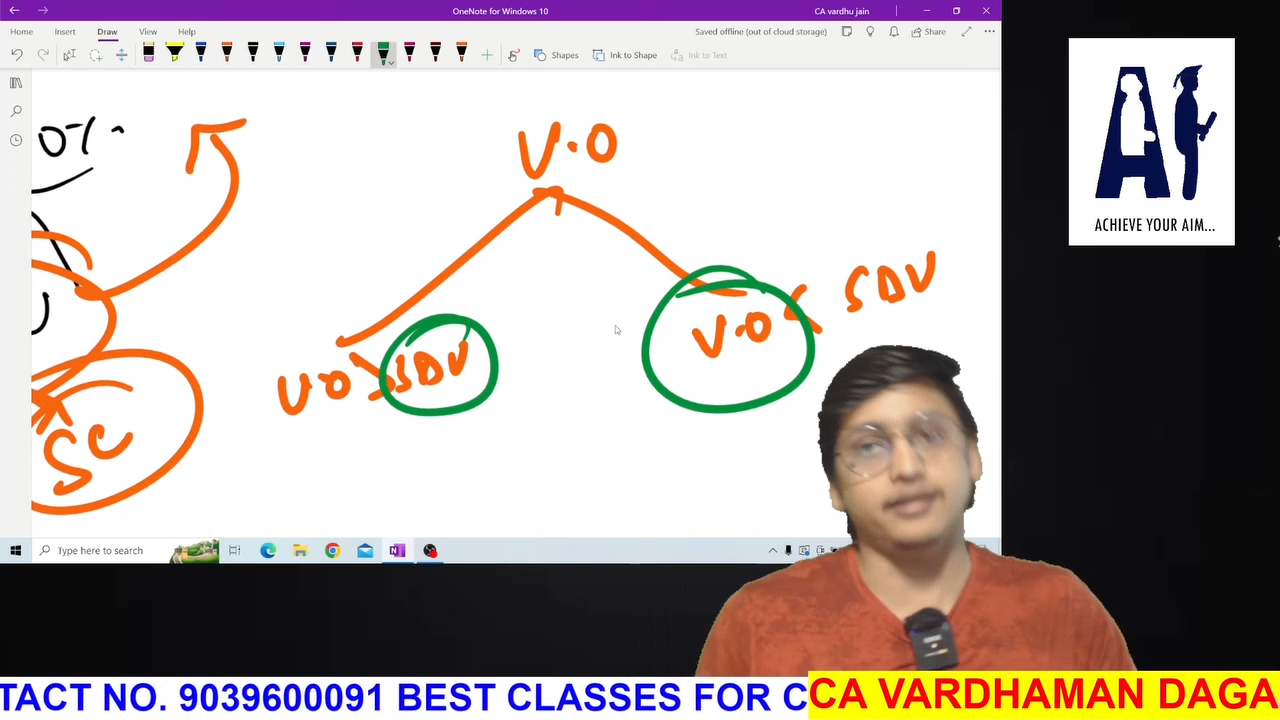 OneNote for Windows 10
CA vardhu jain
Home Insert Draw View Help
Saved offline (out of cloud storage)
Share
Shapes
Ink to Shape
Ink to Text
0%
V.O
V.O > SDV
V.O < SDV
SC
ACHIEVE YOUR AIM...
Type here to search
TACT NO. 9039600091 BEST CLASSES FOR C
CA VARDHAMAN DAGA